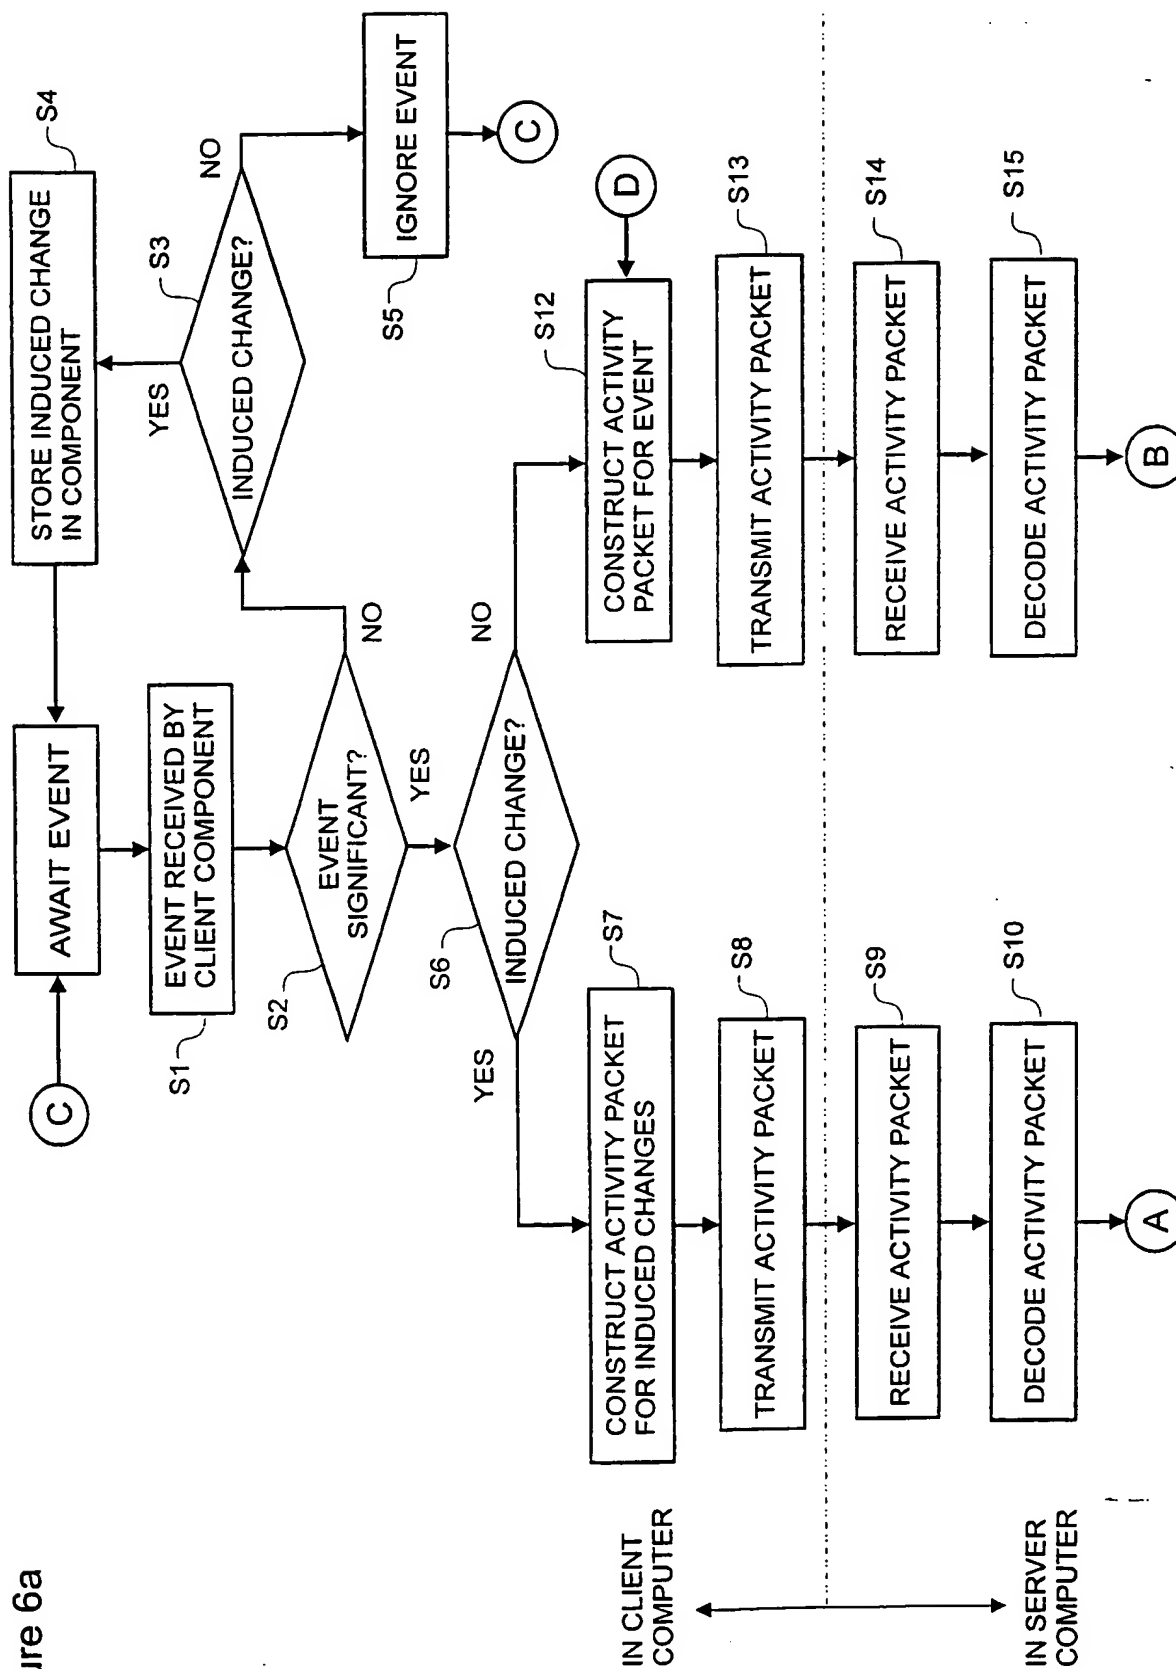 ure 6a
C
AWAIT EVENT
STORE INDUCED CHANGE
IN COMPONENT
S4
EVENT RECEIVED BY
CLIENT COMPONENT
S1
YES
INDUCED CHANGE?
S3
NO
EVENT
SIGNIFICANT?
S2
NO
YES
IGNORE EVENT
S5
C
INDUCED CHANGE?
S6
YES
NO
CONSTRUCT ACTIVITY PACKET
FOR INDUCED CHANGES
S7
CONSTRUCT ACTIVITY
PACKET FOR EVENT
S12
D
TRANSMIT ACTIVITY PACKET
S8
TRANSMIT ACTIVITY PACKET
S13
IN CLIENT
COMPUTER
RECEIVE ACTIVITY PACKET
S9
RECEIVE ACTIVITY PACKET
S14
IN SERVER
COMPUTER
DECODE ACTIVITY PACKET
S10
DECODE ACTIVITY PACKET
S15
A
B